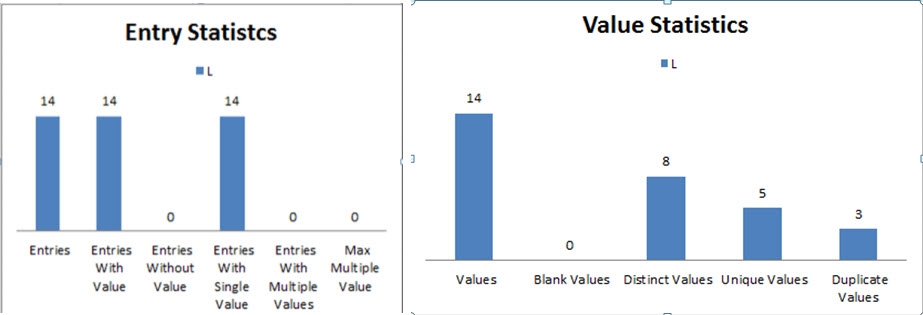 Entry Statistcs
L
14
14
0
14
0
0
Entries
Entries
With
Value
Entries
Without
Value
Entries
With
Single
Value
Entries
With
Multiple
Values
Max
Multiple
Value
Value Statistics
L
14
0
8
5
3
Values
Blank Values
Distinct Values
Unique Values
Duplicate
Values